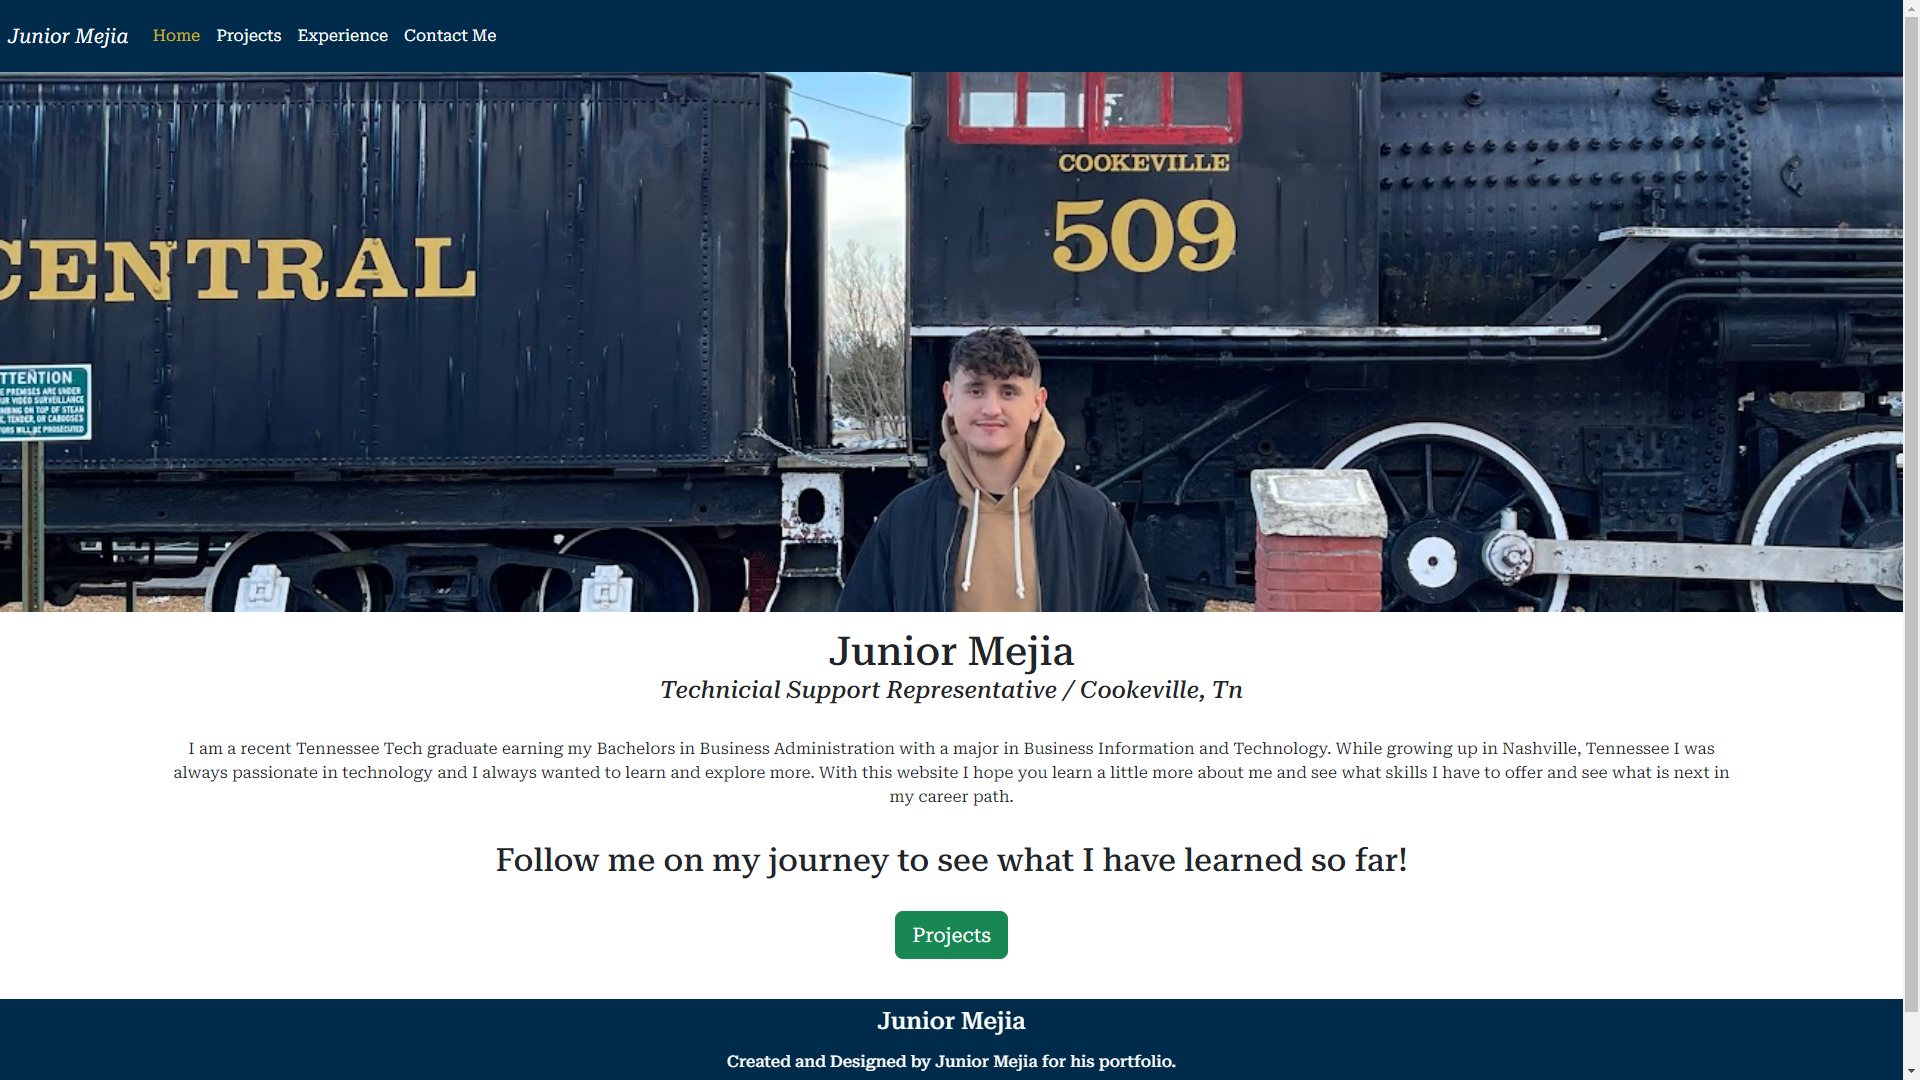 Junior Mejia Home Projects Experience Contact Me
COOKEVILLE
509
CENTRAL
TTENTION
E PREMISES ARE UNDER
UR VIDEO SURVEILLANCE
MBING ON TOP OF STEAM
E, TENDER, OR CABOOSES
TORS WILL BE PROSECUTED
Junior Mejia
Technicial Support Representative / Cookeville, Tn
I am a recent Tennessee Tech graduate earning my Bachelors in Business Administration with a major in Business Information and Technology. While growing up in Nashville, Tennessee I was
always passionate in technology and I always wanted to learn and explore more. With this website I hope you learn a little more about me and see what skills I have to offer and see what is next in
my career path.
Follow me on my journey to see what I have learned so far!
Projects
Junior Mejia
Created and Designed by Junior Mejia for his portfolio.